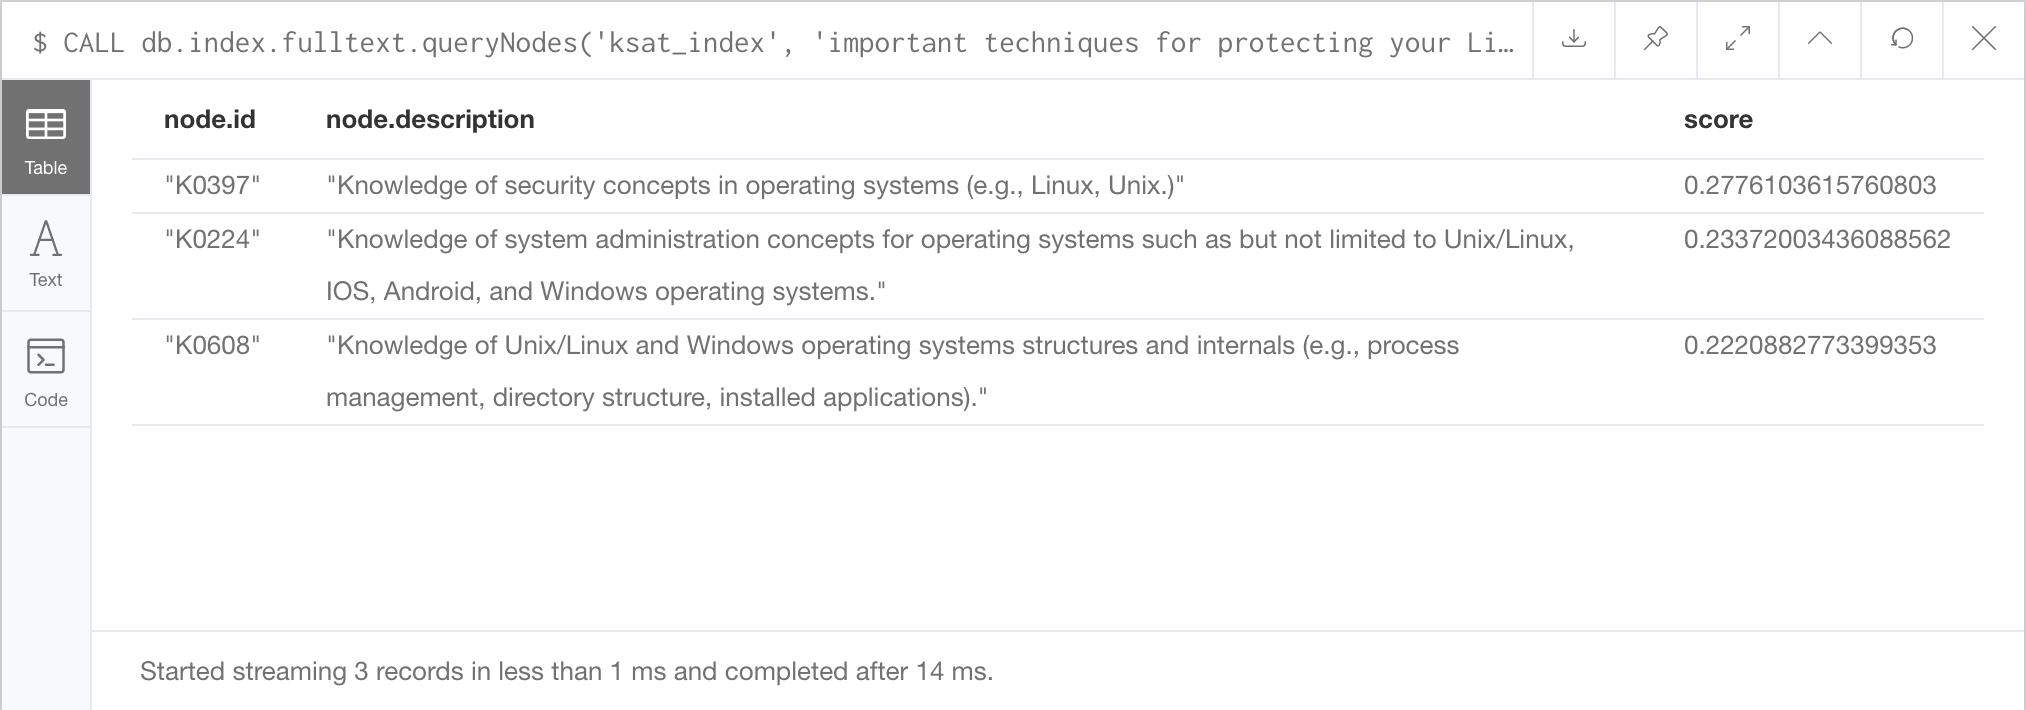 $ CALL db.index.fulltext.queryNodes('ksat_index', 'important techniques for protecting your Li…
Table
Text
Code
node.id node.description score
"K0397" "Knowledge of security concepts in operating systems (e.g., Linux, Unix.)" 0.2776103615760803
"K0224" "Knowledge of system administration concepts for operating systems such as but not limited to Unix/Linux, 0.23372003436088562
IOS, Android, and Windows operating systems."
"K0608" "Knowledge of Unix/Linux and Windows operating systems structures and internals (e.g., process 0.2220882773399353
management, directory structure, installed applications)."
Started streaming 3 records in less than 1 ms and completed after 14 ms.